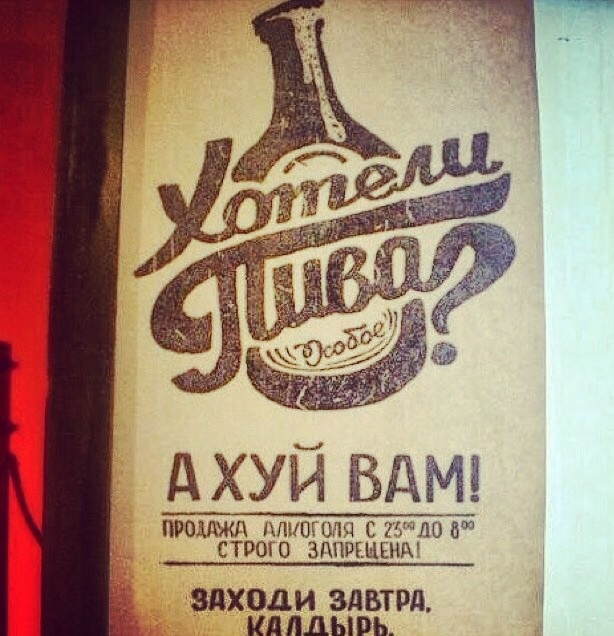 Хотели
Пива?
Особое
А ХУЙ ВАМ!
ПРОДАЖА АЛКОГОЛЯ С 23⁰⁰ ДО 8⁰⁰
СТРОГО ЗАПРЕЩЕНА!
ЗАХОДИ ЗАВТРА,
КАЛДЫРЬ.